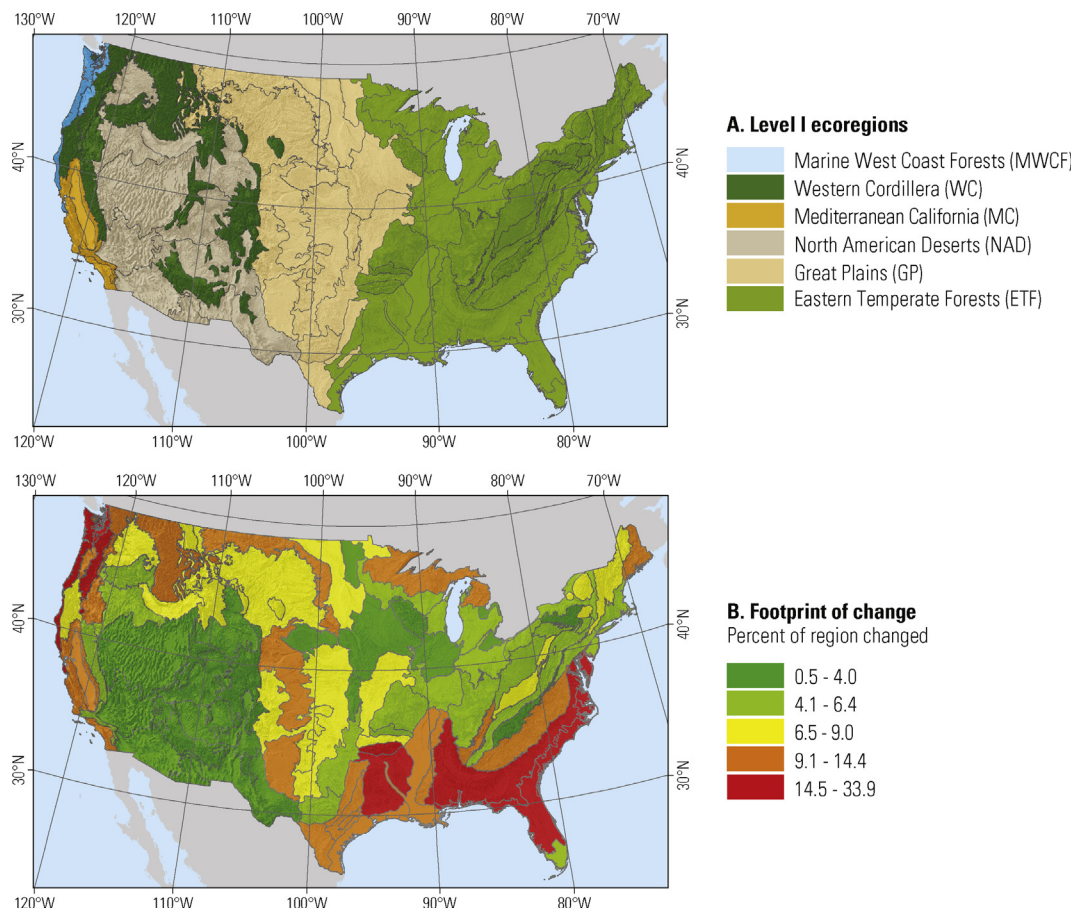 130°W 120°W 110°W 100°W 90°W 80°W 70°W
40°N 40°N
30°N 30°N
120°W 110°W 100°W 90°W 80°W
A. Level I ecoregions
Marine West Coast Forests (MWCF)
Western Cordillera (WC)
Mediterranean California (MC)
North American Deserts (NAD)
Great Plains (GP)
Eastern Temperate Forests (ETF)
130°W 120°W 110°W 100°W 90°W 80°W 70°W
40°N 40°N
30°N 30°N
120°W 110°W 100°W 90°W 80°W
B. Footprint of change
Percent of region changed
0.5 - 4.0
4.1 - 6.4
6.5 - 9.0
9.1 - 14.4
14.5 - 33.9